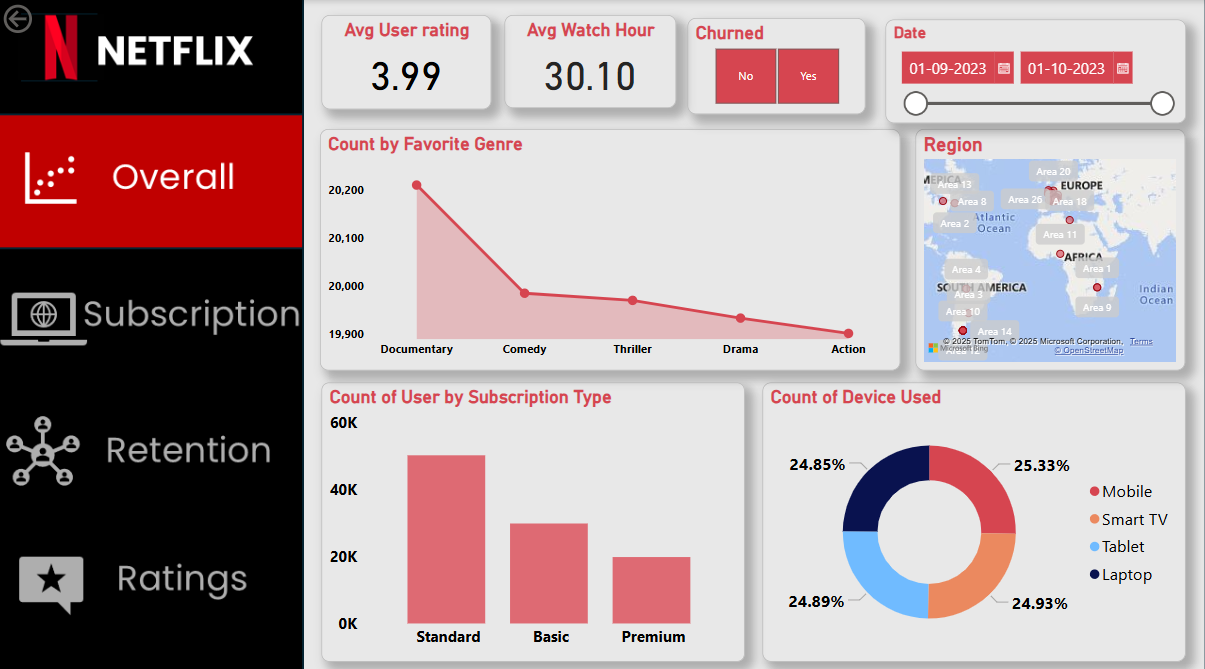 NETFLIX
Overall
Subscription
Retention
Ratings
Avg User rating
3.99
Avg Watch Hour
30.10
Churned
No
Yes
Date
01-09-2023
01-10-2023
Count by Favorite Genre
20,200
20,100
20,000
19,900
Documentary
Comedy
Thriller
Drama
Action
Region
Area 20
Area 13
EUROPE
Area 8
Area 26
Area 18
Area 2
Atlantic
Ocean
Area 11
AFRICA
Area 4
Area 1
SOUTH AMERICA
Area 3
Indian
Ocean
Area 10
Area 9
Area 14
© 2025 TomTom, © 2025 Microsoft Corporation, Terms
Microsoft Bing
© OpenStreetMap
Count of User by Subscription Type
60K
40K
20K
0K
Standard
Basic
Premium
Count of Device Used
24.85%
25.33%
24.89%
24.93%
Mobile
Smart TV
Tablet
Laptop